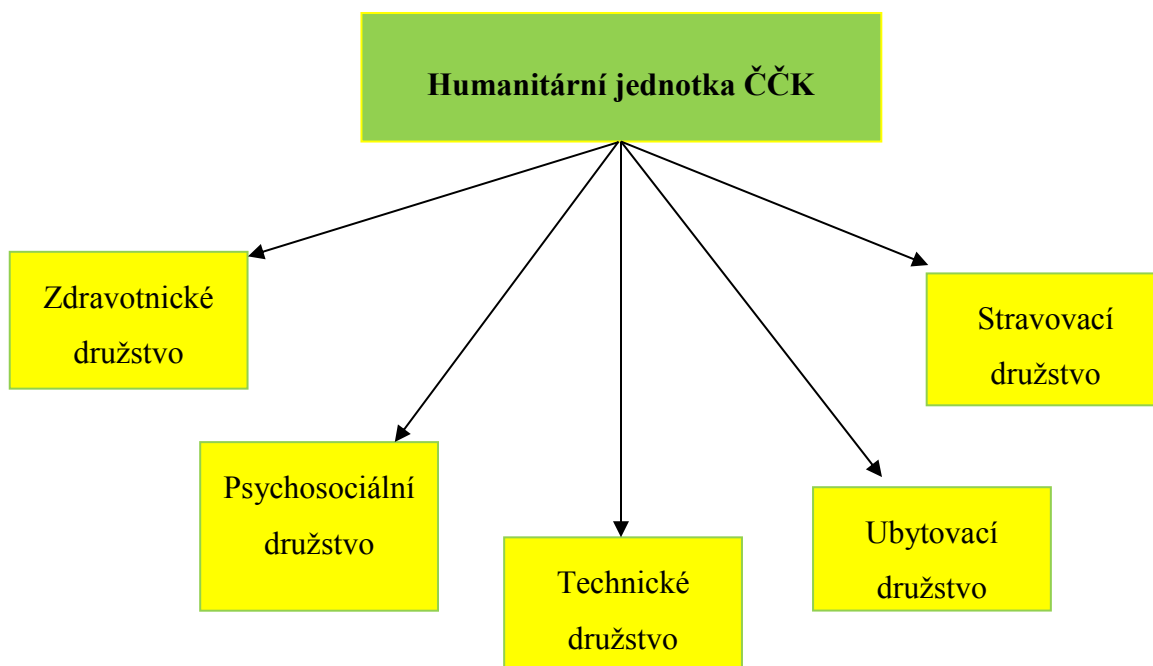 Humanitární jednotka ČČK
Zdravotnické
družstvo
Psychosociální
družstvo
Technické
družstvo
Ubytovací
družstvo
Stravovací
družstvo